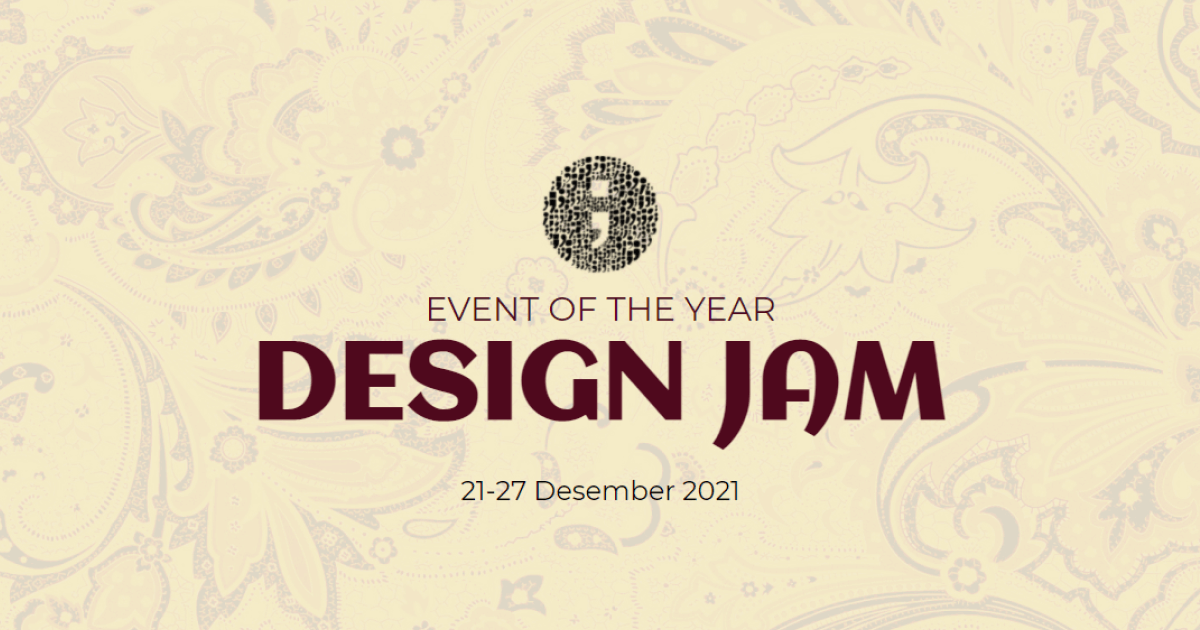 ;
EVENT OF THE YEAR
DESIGN JAM
21-27 Desember 2021